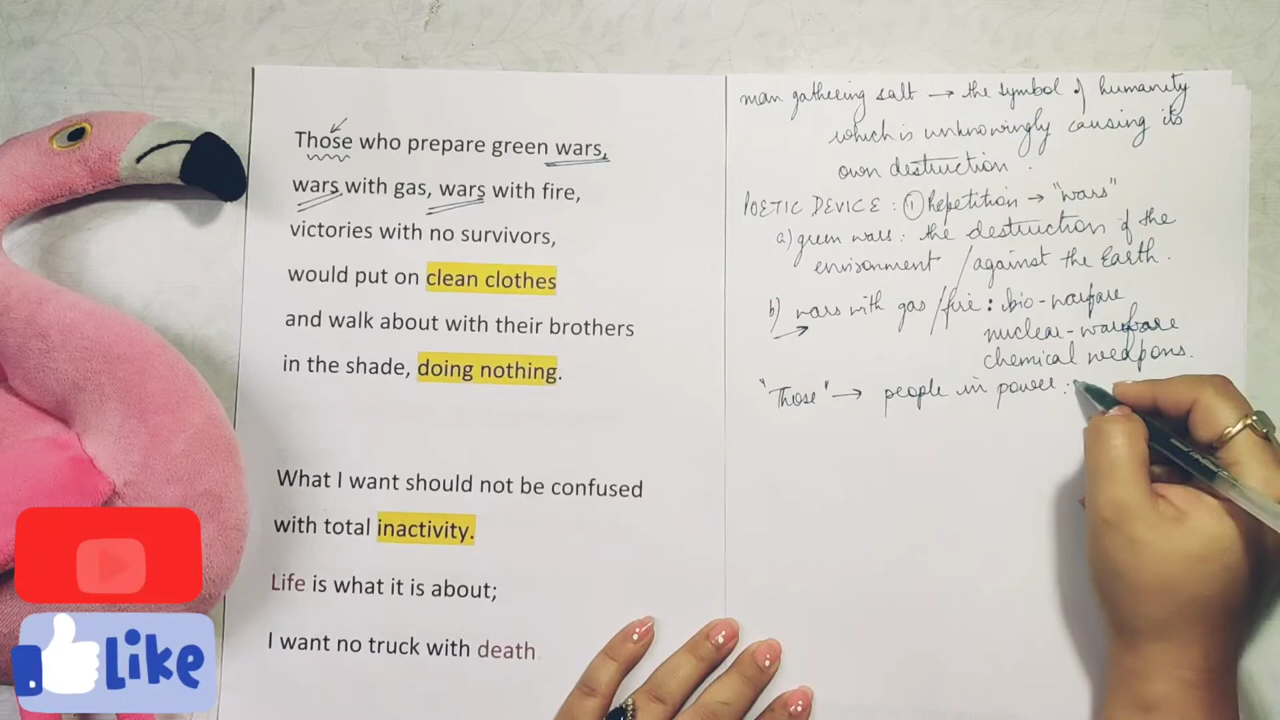 Those who prepare green wars,
wars with gas, wars with fire,
victories with no survivors,
would put on clean clothes
and walk about with their brothers
in the shade, doing nothing.
What I want should not be confused
with total inactivity.
Life is what it is about;
I want no truck with death.
man gathering salt → the symbol of humanity
which is unknowingly causing its
own destruction.
POETIC DEVICE: ① Repetition → "wars"
a) green wars: the destruction of the
environment / against the Earth.
b) wars with gas/fire: bio-warfare
nuclear-warfare
chemical weapons.
"Those" → people in power:
Like